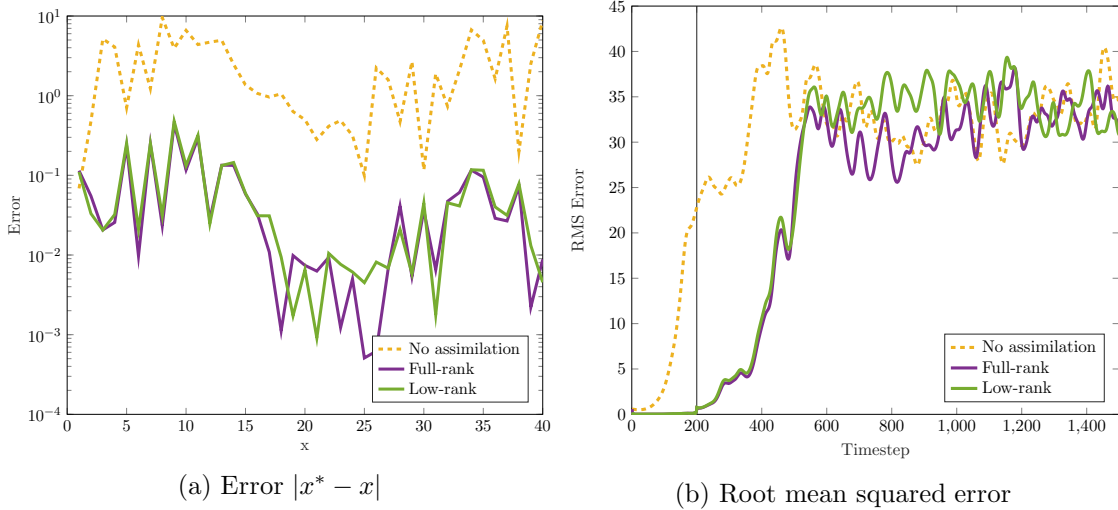 10^1
10^0
10^−1
10^−2
10^−3
10^−4
Error
0 5 10 15 20 25 30 35 40
x
No assimilation
Full-rank
Low-rank
(a) Error |x* − x|
45
40
35
30
25
20
15
10
5
0
RMS Error
0 200 400 600 800 1,000 1,200 1,400
Timestep
No assimilation
Full-rank
Low-rank
(b) Root mean squared error